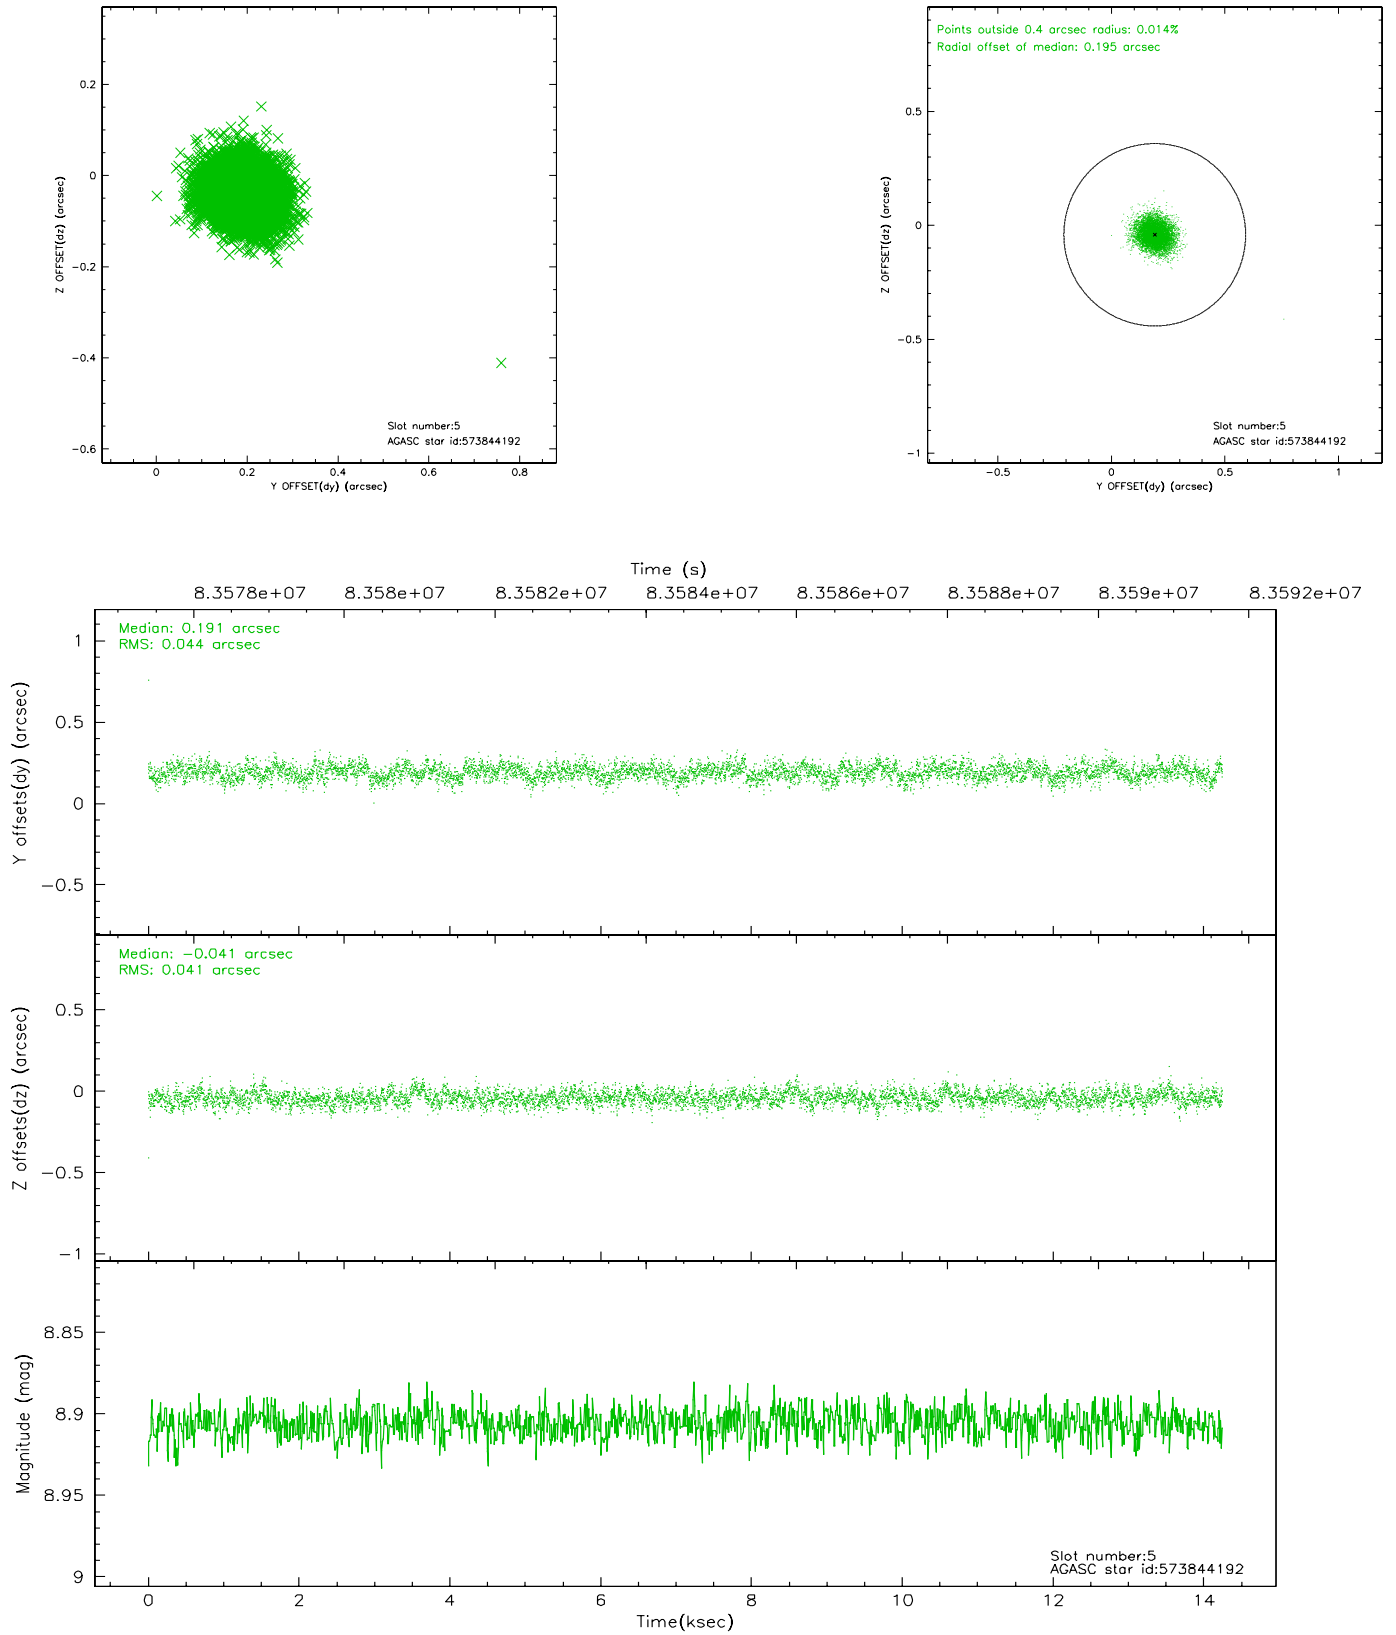 0.2
0
−0.2
−0.4
−0.6
Z OFFSET(dz) (arcsec)
0
0.2
0.4
0.6
0.8
Y OFFSET(dy) (arcsec)
Slot number:5
AGASC star id:573844192
Points outside 0.4 arcsec radius: 0.014%
Radial offset of median: 0.195 arcsec
0.5
0
−0.5
−1
Z OFFSET(dz) (arcsec)
−0.5
0
0.5
1
Y OFFSET(dy) (arcsec)
Slot number:5
AGASC star id:573844192
Time (s)
8.3578e+07
8.358e+07
8.3582e+07
8.3584e+07
8.3586e+07
8.3588e+07
8.359e+07
8.3592e+07
Median: 0.191 arcsec
RMS: 0.044 arcsec
1
0.5
0
−0.5
Y offsets(dy) (arcsec)
Median: −0.041 arcsec
RMS: 0.041 arcsec
0.5
0
−0.5
−1
Z offsets(dz) (arcsec)
8.85
8.9
8.95
9
Magnitude (mag)
Slot number:5
AGASC star id:573844192
0
2
4
6
8
10
12
14
Time(ksec)